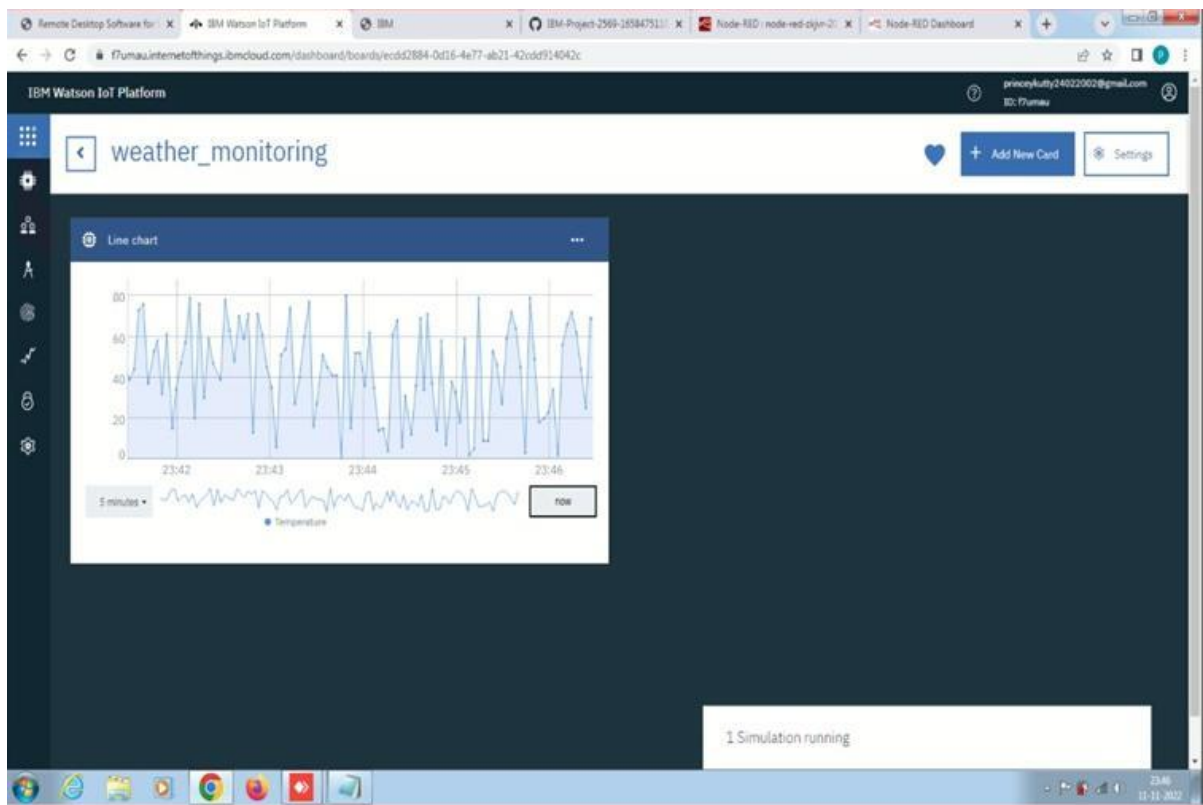 Remote Desktop Software for
IBM Watson IoT Platform
IBM
IBM-Project-2569-1658475113
Node-RED : node-red-zkjvr-2
Node-RED Dashboard
f7umau.internetofthings.ibmcloud.com/dashboard/boards/ecdd2884-0d16-4e77-ab21-42cdd914042c
P
IBM Watson IoT Platform
princeykutty24022002@gmail.com
ID: f7umau
weather_monitoring
+ Add New Card
Settings
Line chart
80
60
40
20
0
23:42 23:43 23:44 23:45 23:46
5 minutes
now
Temperature
1 Simulation running
23:46
11-11-2022